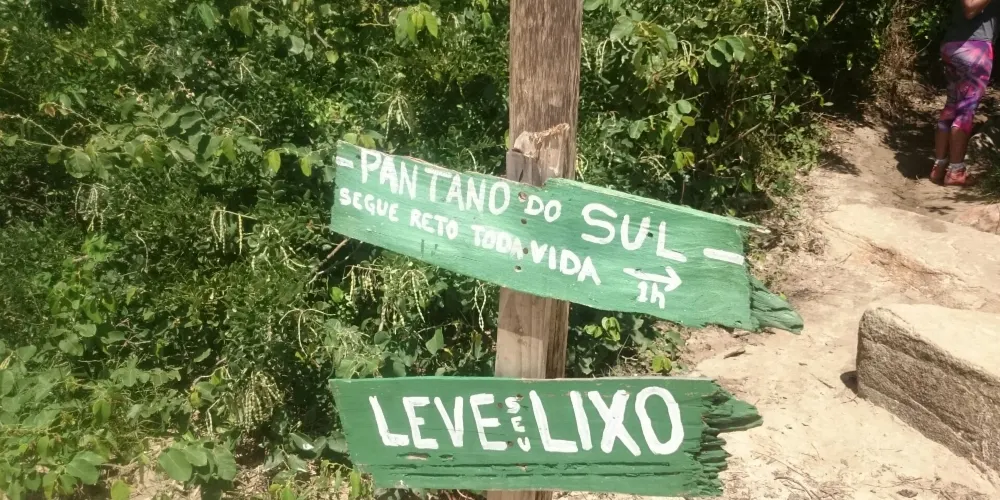 - PANTANO DO SUL -
SEGUE RETO TODA VIDA →
1h
LEVE SEU LIXO